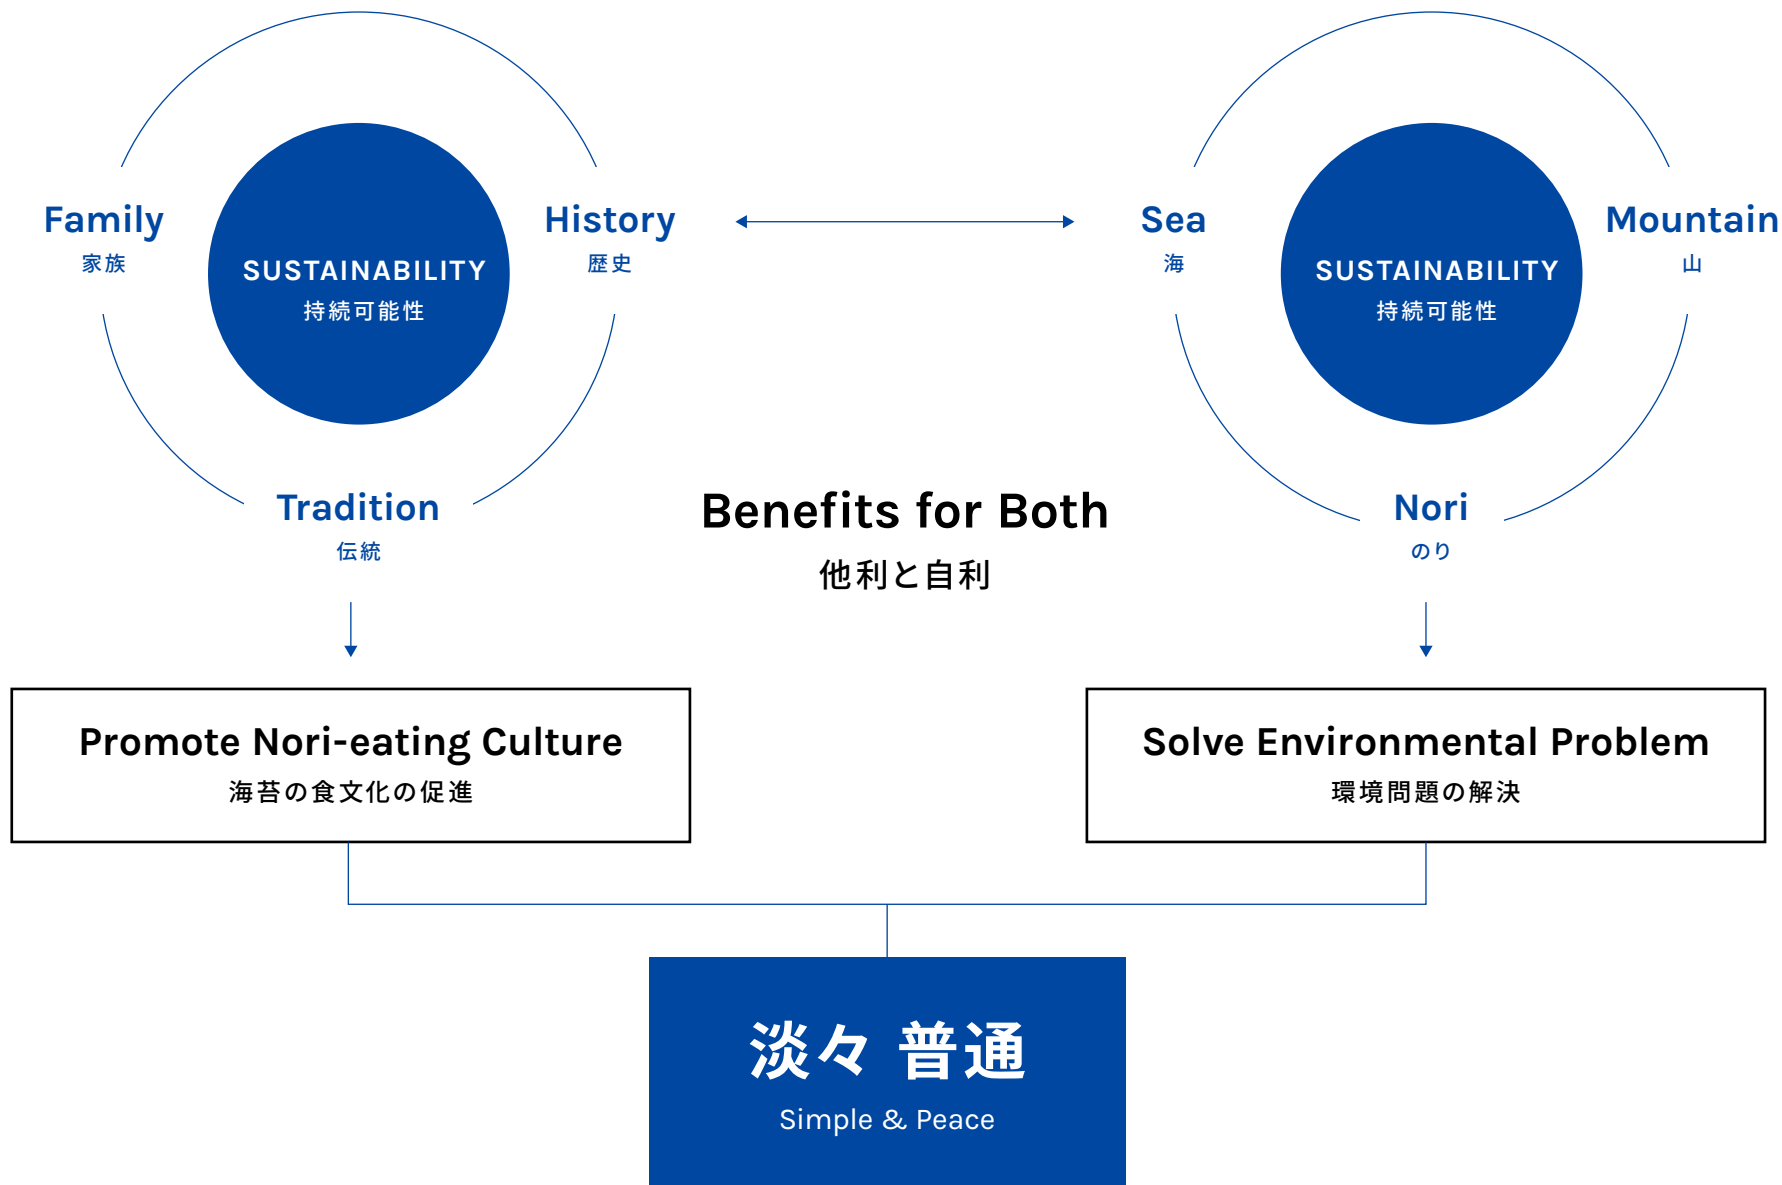 Family
家族
SUSTAINABILITY
持続可能性
History
歴史
Tradition
伝統
Sea
海
SUSTAINABILITY
持続可能性
Mountain
山
Nori
のり
Benefits for Both
他利と自利
Promote Nori-eating Culture
海苔の食文化の促進
Solve Environmental Problem
環境問題の解決
淡々 普通
Simple & Peace